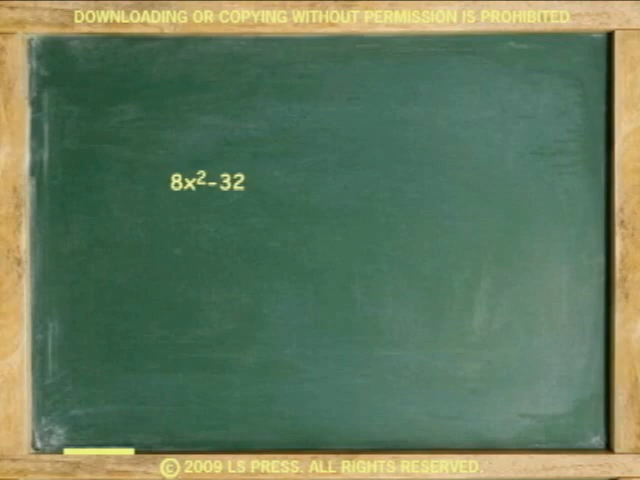 DOWNLOADING OR COPYING WITHOUT PERMISSION IS PROHIBITED
8x²-32
© 2009 LS PRESS. ALL RIGHTS RESERVED.